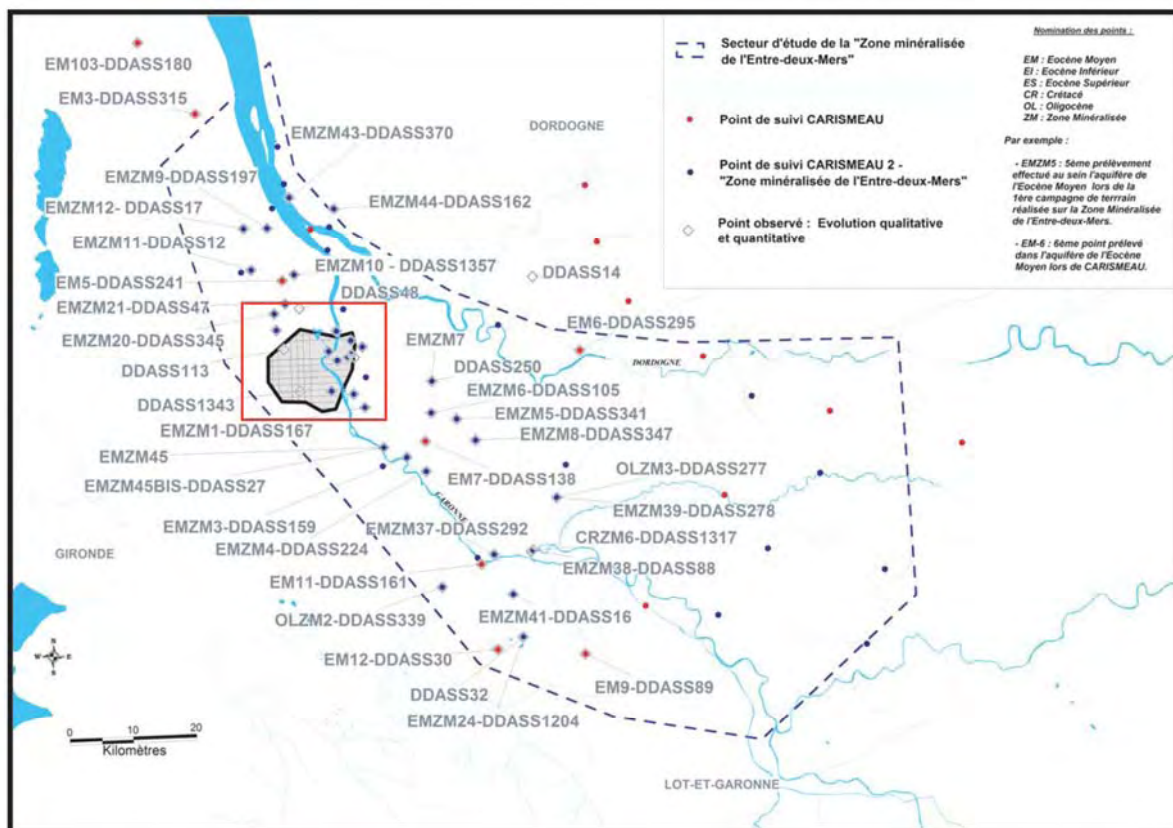 EM103-DDASS180
EM3-DDASS315
EMZM43-DDASS370
DORDOGNE
EMZM9-DDASS197
EMZM12- DDASS17
EMZM44-DDASS162
EMZM11-DDASS12
EMZM10 - DDASS1357
DDASS14
EM5-DDASS241
DDASS48
EMZM21-DDASS47
EM6-DDASS295
EMZM20-DDASS345
EMZM7
DORDOGNE
DDASS113
DDASS250
DDASS1343
EMZM6-DDASS105
EMZM5-DDASS341
EMZM1-DDASS167
EMZM8-DDASS347
EMZM45
OLZM3-DDASS277
EM7-DDASS138
EMZM45BIS-DDASS27
GARONNE
EMZM39-DDASS278
EMZM3-DDASS159
EMZM37-DDASS292
CRZM6-DDASS1317
EMZM4-DDASS224
GIRONDE
EMZM38-DDASS88
EM11-DDASS161
OLZM2-DDASS339
EMZM41-DDASS16
EM12-DDASS30
EM9-DDASS89
DDASS32
EMZM24-DDASS1204
LOT-ET-GARONNE
N
W
E
S
0
10
20
Kilomètres
Secteur d'étude de la "Zone minéralisée
de l'Entre-deux-Mers"
Point de suivi CARISMEAU
Point de suivi CARISMEAU 2 -
"Zone minéralisée de l'Entre-deux-Mers"
Point observé : Evolution qualitative
et quantitative
Nomination des points :
EM : Eocène Moyen
EI : Eocène Inférieur
ES : Eocène Supérieur
CR : Crétacé
OL : Oligocène
ZM : Zone Minéralisée
Par exemple :
- EMZM5 : 5ème prélèvement
effectué au sein l'aquifère de
l'Eocène Moyen lors de la
1ère campagne de terrrain
réalisée sur la Zone Minéralisée
de l'Entre-deux-Mers.
- EM-6 : 6ème point prélevé
dans l'aquifère de l'Eocène
Moyen lors de CARISMEAU.